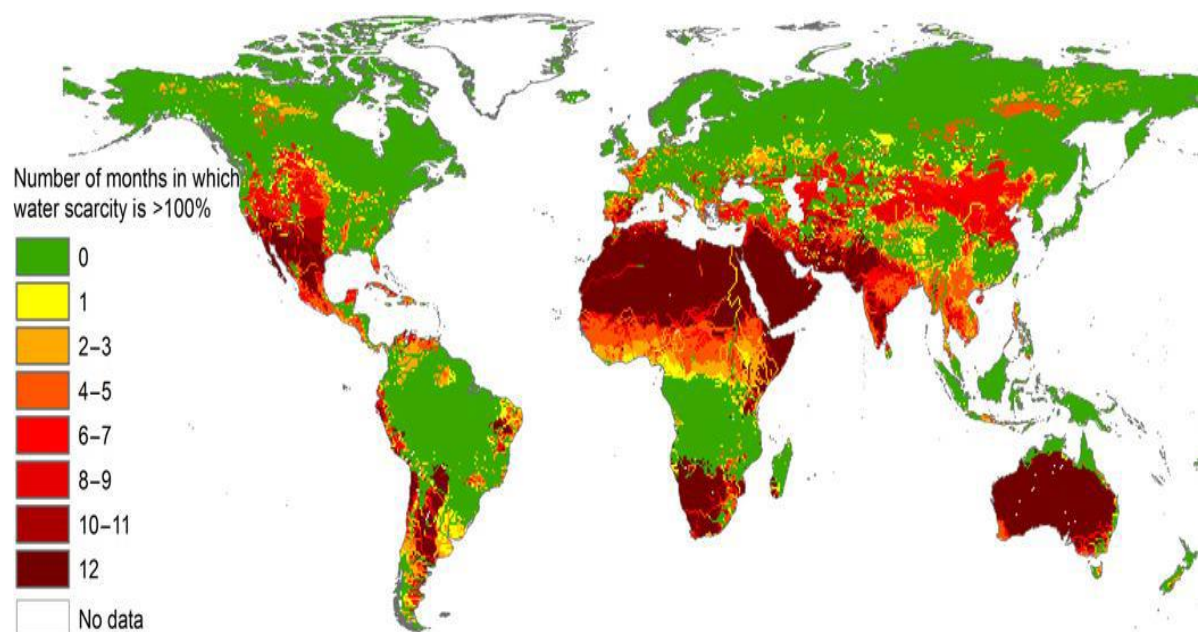 Number of months in which
water scarcity is >100%
0
1
2–3
4–5
6–7
8–9
10–11
12
No data